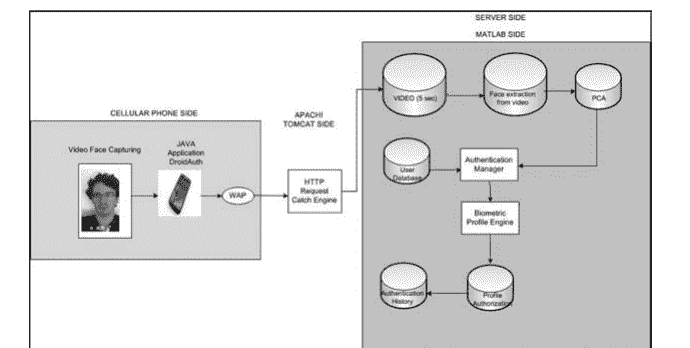 SERVER SIDE
MATLAB SIDE
VIDEO (5 sec)
Face extraction
from video
PCA
CELLULAR PHONE SIDE
APACHI
TOMCAT SIDE
Video Face Capturing
JAVA
Application
DroidAuth
WAP
HTTP
Request
Catch Engine
User
Database
Authentication
Manager
Biometric
Profile Engine
Authentication
History
Profile
Authorization